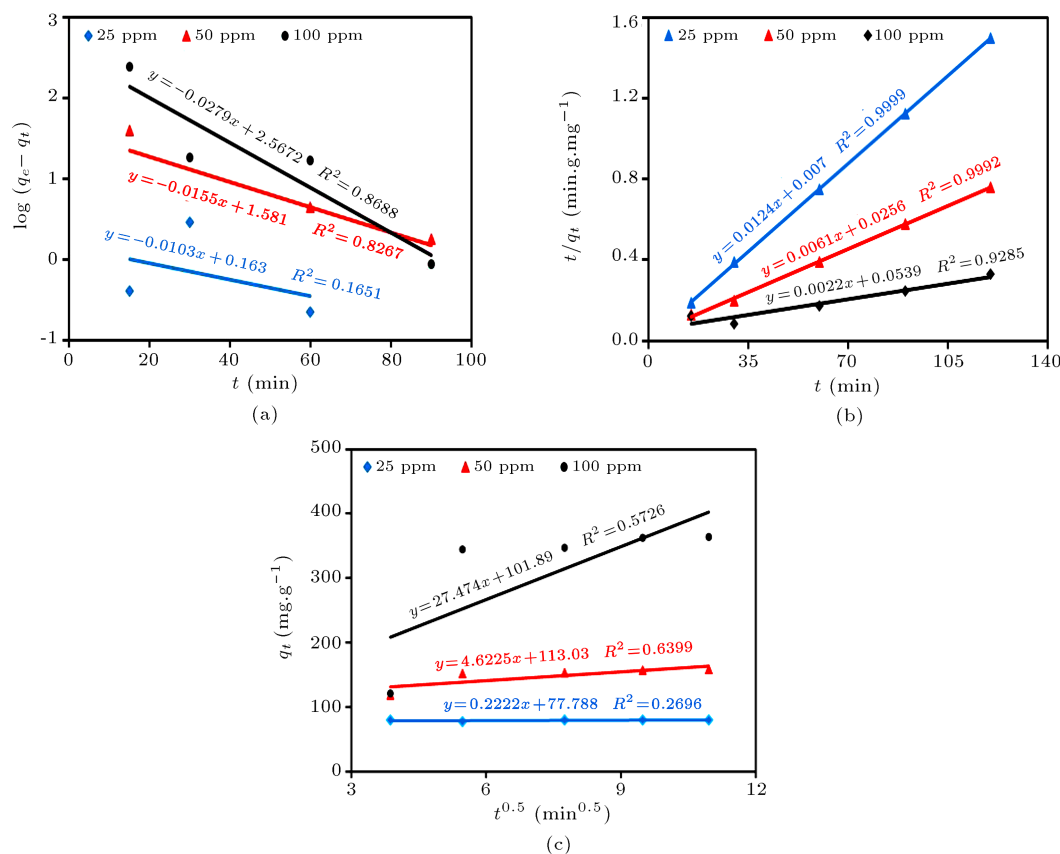 25 ppm 50 ppm 100 ppm
3
2
1
0
-1
0 20 40 60 80 100
log (qₑ − qₜ)
y=−0.0279x+2.5672 R²=0.8688
y=−0.0155x+1.581 R²=0.8267
y=−0.0103x+0.163 R²=0.1651
t (min)
(a)
25 ppm 50 ppm 100 ppm
1.6
1.2
0.8
0.4
0.0
0 35 70 105 140
t/qₜ (min.g.mg⁻¹)
y=0.0124x+0.007 R²=0.9999
y=0.0061x+0.0256 R²=0.9992
y=0.0022x+0.0539 R²=0.9285
t (min)
(b)
25 ppm 50 ppm 100 ppm
500
400
300
200
100
0
3 6 9 12
qₜ (mg.g⁻¹)
y=27.474x+101.89 R²=0.5726
y=4.6225x+113.03 R²=0.6399
y=0.2222x+77.788 R²=0.2696
t⁰·⁵ (min⁰·⁵)
(c)